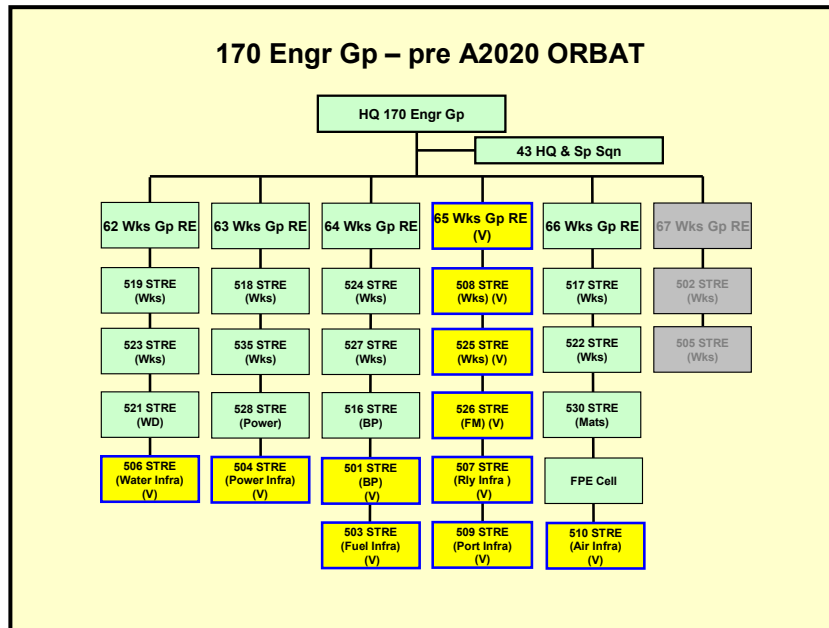 170 Engr Gp – pre A2020 ORBAT
HQ 170 Engr Gp
43 HQ & Sp Sqn
62 Wks Gp RE
63 Wks Gp RE
64 Wks Gp RE
65 Wks Gp RE
(V)
66 Wks Gp RE
67 Wks Gp RE
519 STRE
(Wks)
518 STRE
(Wks)
524 STRE
(Wks)
508 STRE
(Wks) (V)
517 STRE
(Wks)
502 STRE
(Wks)
523 STRE
(Wks)
535 STRE
(Wks)
527 STRE
(Wks)
525 STRE
(Wks) (V)
522 STRE
(Wks)
505 STRE
(Wks)
521 STRE
(WD)
528 STRE
(Power)
516 STRE
(BP)
526 STRE
(FM) (V)
530 STRE
(Mats)
506 STRE
(Water Infra)
(V)
504 STRE
(Power Infra)
(V)
501 STRE
(BP)
(V)
507 STRE
(Rly Infra )
(V)
FPE Cell
503 STRE
(Fuel Infra)
(V)
509 STRE
(Port Infra)
(V)
510 STRE
(Air Infra)
(V)